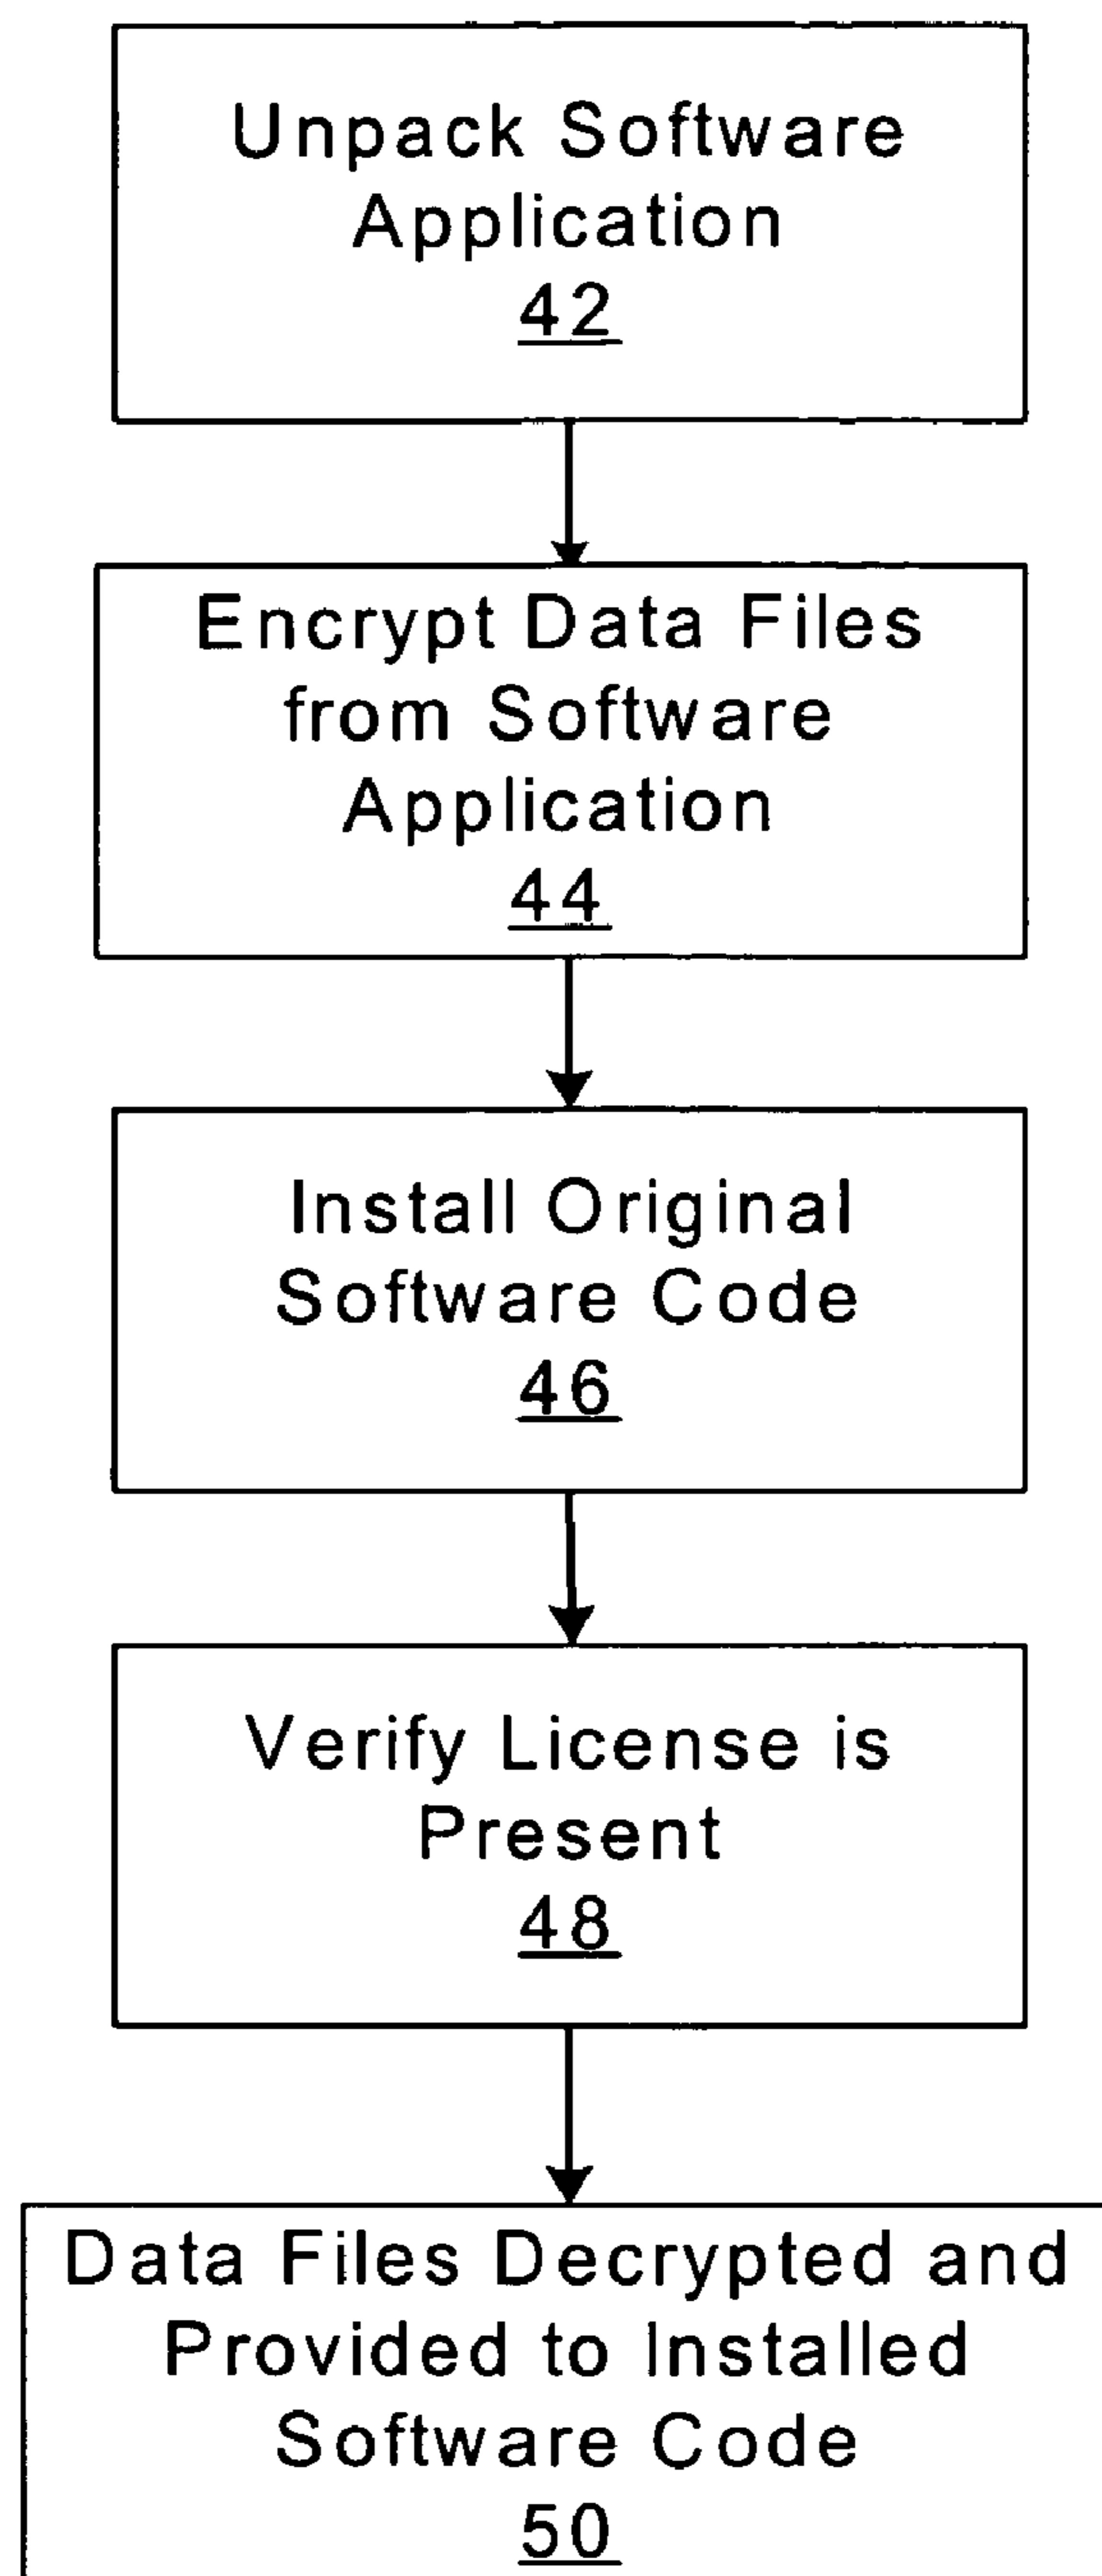 Unpack Software
Application
42
Encrypt Data Files
from Software
Application
44
Install Original
Software Code
46
Verify License is
Present
48
Data Files Decrypted and
Provided to Installed
Software Code
50